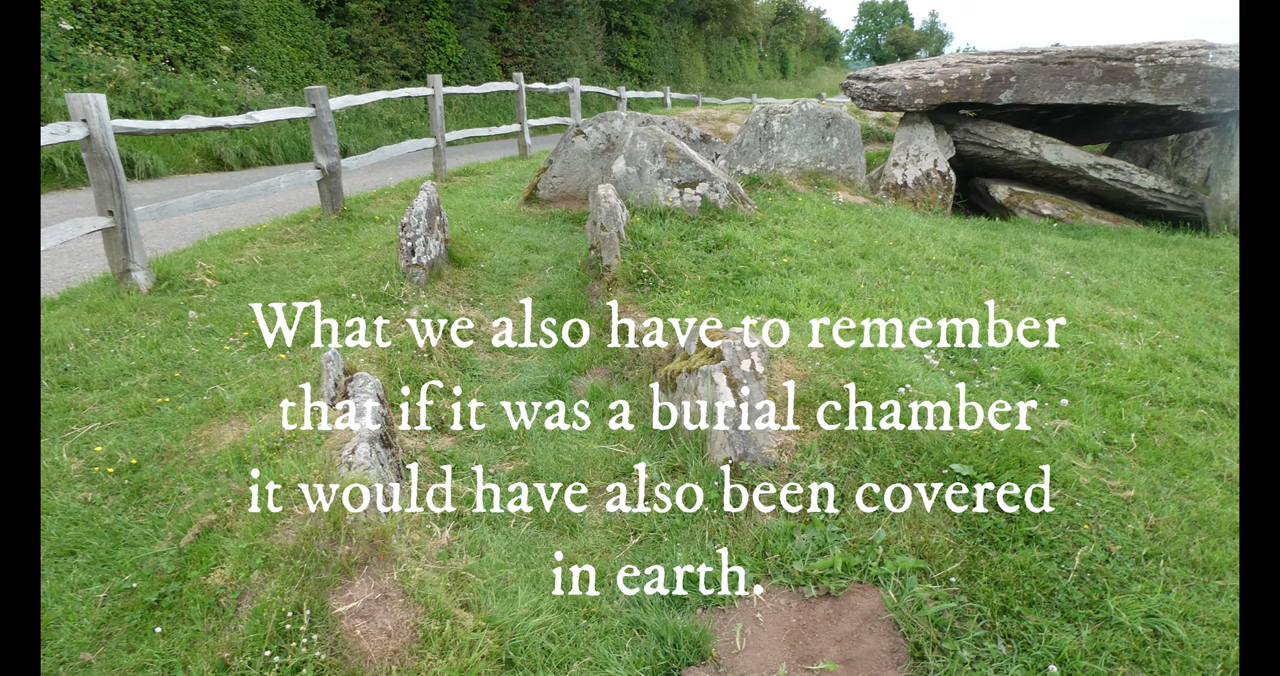 What we also have to remember
that if it was a burial chamber
it would have also been covered
in earth.